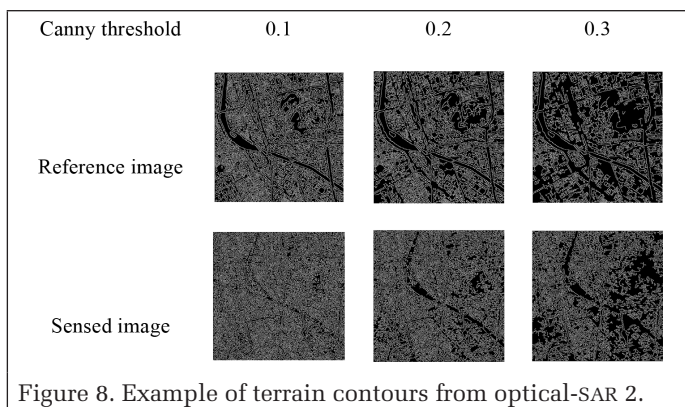 Canny threshold 0.1 0.2 0.3
Reference image
Sensed image
Figure 8. Example of terrain contours from optical-SAR 2.